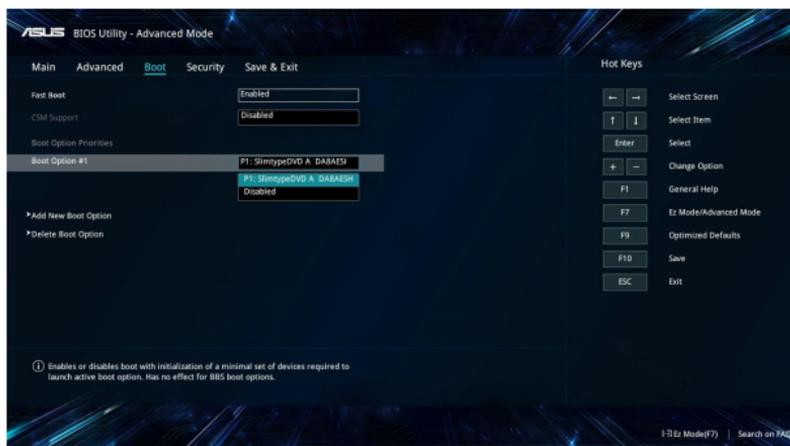 ASUS BIOS Utility - Advanced Mode
Main Advanced Boot Security Save & Exit
Fast Boot Enabled
CSM Support Disabled
Boot Option Priorities
Boot Option #1 P1: SlimtypeDVD A DA8AESI
P1: SlimtypeDVD A DA8AESH
Disabled
Add New Boot Option
Delete Boot Option
Enables or disables boot with initialization of a minimal set of devices required to
launch active boot option. Has no effect for BBS boot options.
Hot Keys
← → Select Screen
↑ ↓ Select Item
Enter Select
+ − Change Option
F1 General Help
F7 Ez Mode/Advanced Mode
F9 Optimized Defaults
F10 Save
ESC Exit
Ez Mode(F7) | Search on FAQ